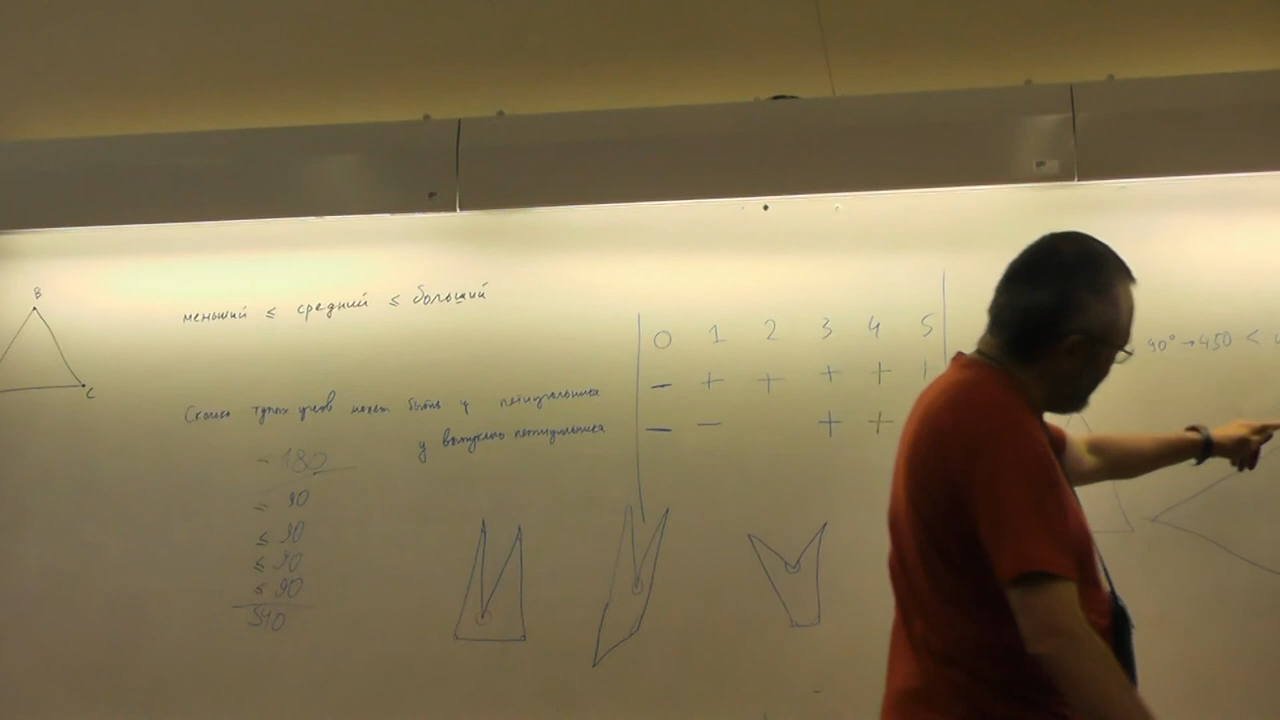 B
C
меньший ≤ средний ≤ больший
Сколько тупых углов может быть у пятиугольника
у выпуклого пятиугольника
0 1 2 3 4 5
− + + + +
− − + +
180
≤ 90
≤ 90
≤ 90
≤ 90
540
90° → 450 <